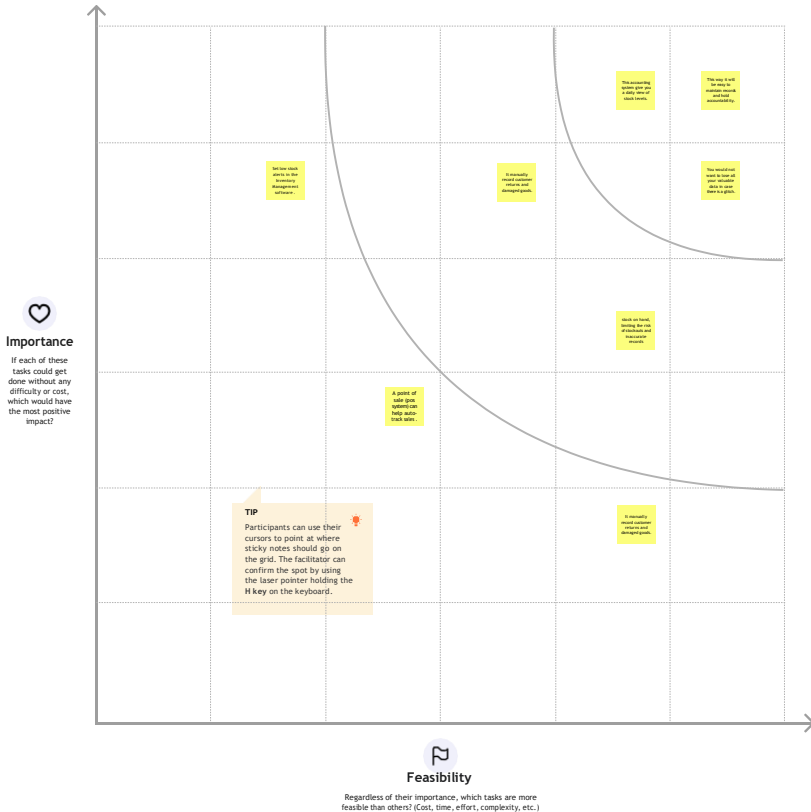 This accounting
system give you
a daily view of
stock levels.
This way it will
be easy to
maintain records
and hold
accountability.
Set low stock
alerts in the
Inventory
Management
software .
It manually
record customer
returns and
damaged goods.
You would not
want to lose all
your valuable
data in case
there is a glitch.
stock on hand,
limiting the risk
of stockouts and
inaccurate
records
Importance
If each of these
tasks could get
done without any
difficulty or cost,
which would have
the most positive
impact?
A point of
sale (pos
system) can
help auto-
track sales .
TIP
Participants can use their
cursors to point at where
sticky notes should go on
the grid. The facilitator can
confirm the spot by using
the laser pointer holding the
H key on the keyboard.
It manually
record customer
returns and
damaged goods.
Feasibility
Regardless of their importance, which tasks are more
feasible than others? (Cost, time, effort, complexity, etc.)